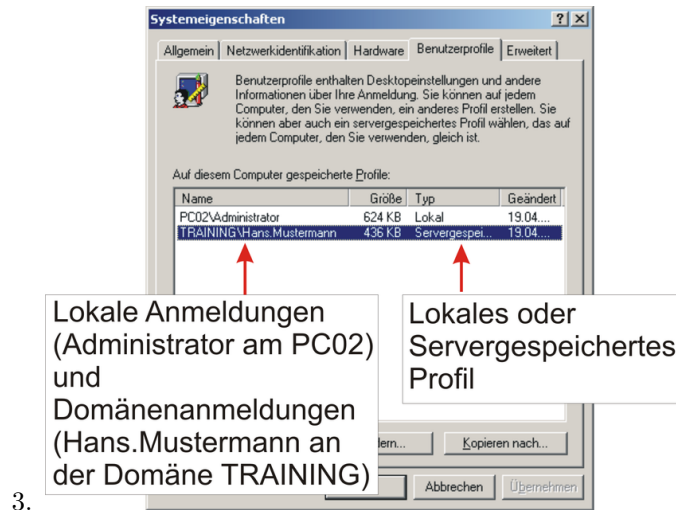 Systemeigenschaften
Allgemein Netzwerkidentifikation Hardware Benutzerprofile Erweitert
Benutzerprofile enthalten Desktopeinstellungen und andere
Informationen über Ihre Anmeldung. Sie können auf jedem
Computer, den Sie verwenden, ein anderes Profil erstellen. Sie
können aber auch ein servergespeichertes Profil wählen, das auf
jedem Computer, den Sie verwenden, gleich ist.
Auf diesem Computer gespeicherte Profile:
Name Größe Typ Geändert
PC02\Administrator 624 KB Lokal 19.04....
TRAINING\Hans.Mustermann 436 KB Servergespei... 19.04....
Lokale Anmeldungen
(Administrator am PC02)
und
Domänenanmeldungen
(Hans.Mustermann an
der Domäne TRAINING)
Lokales oder
Servergespeichertes
Profil
Kopieren nach...
Abbrechen Übernehmen
3.